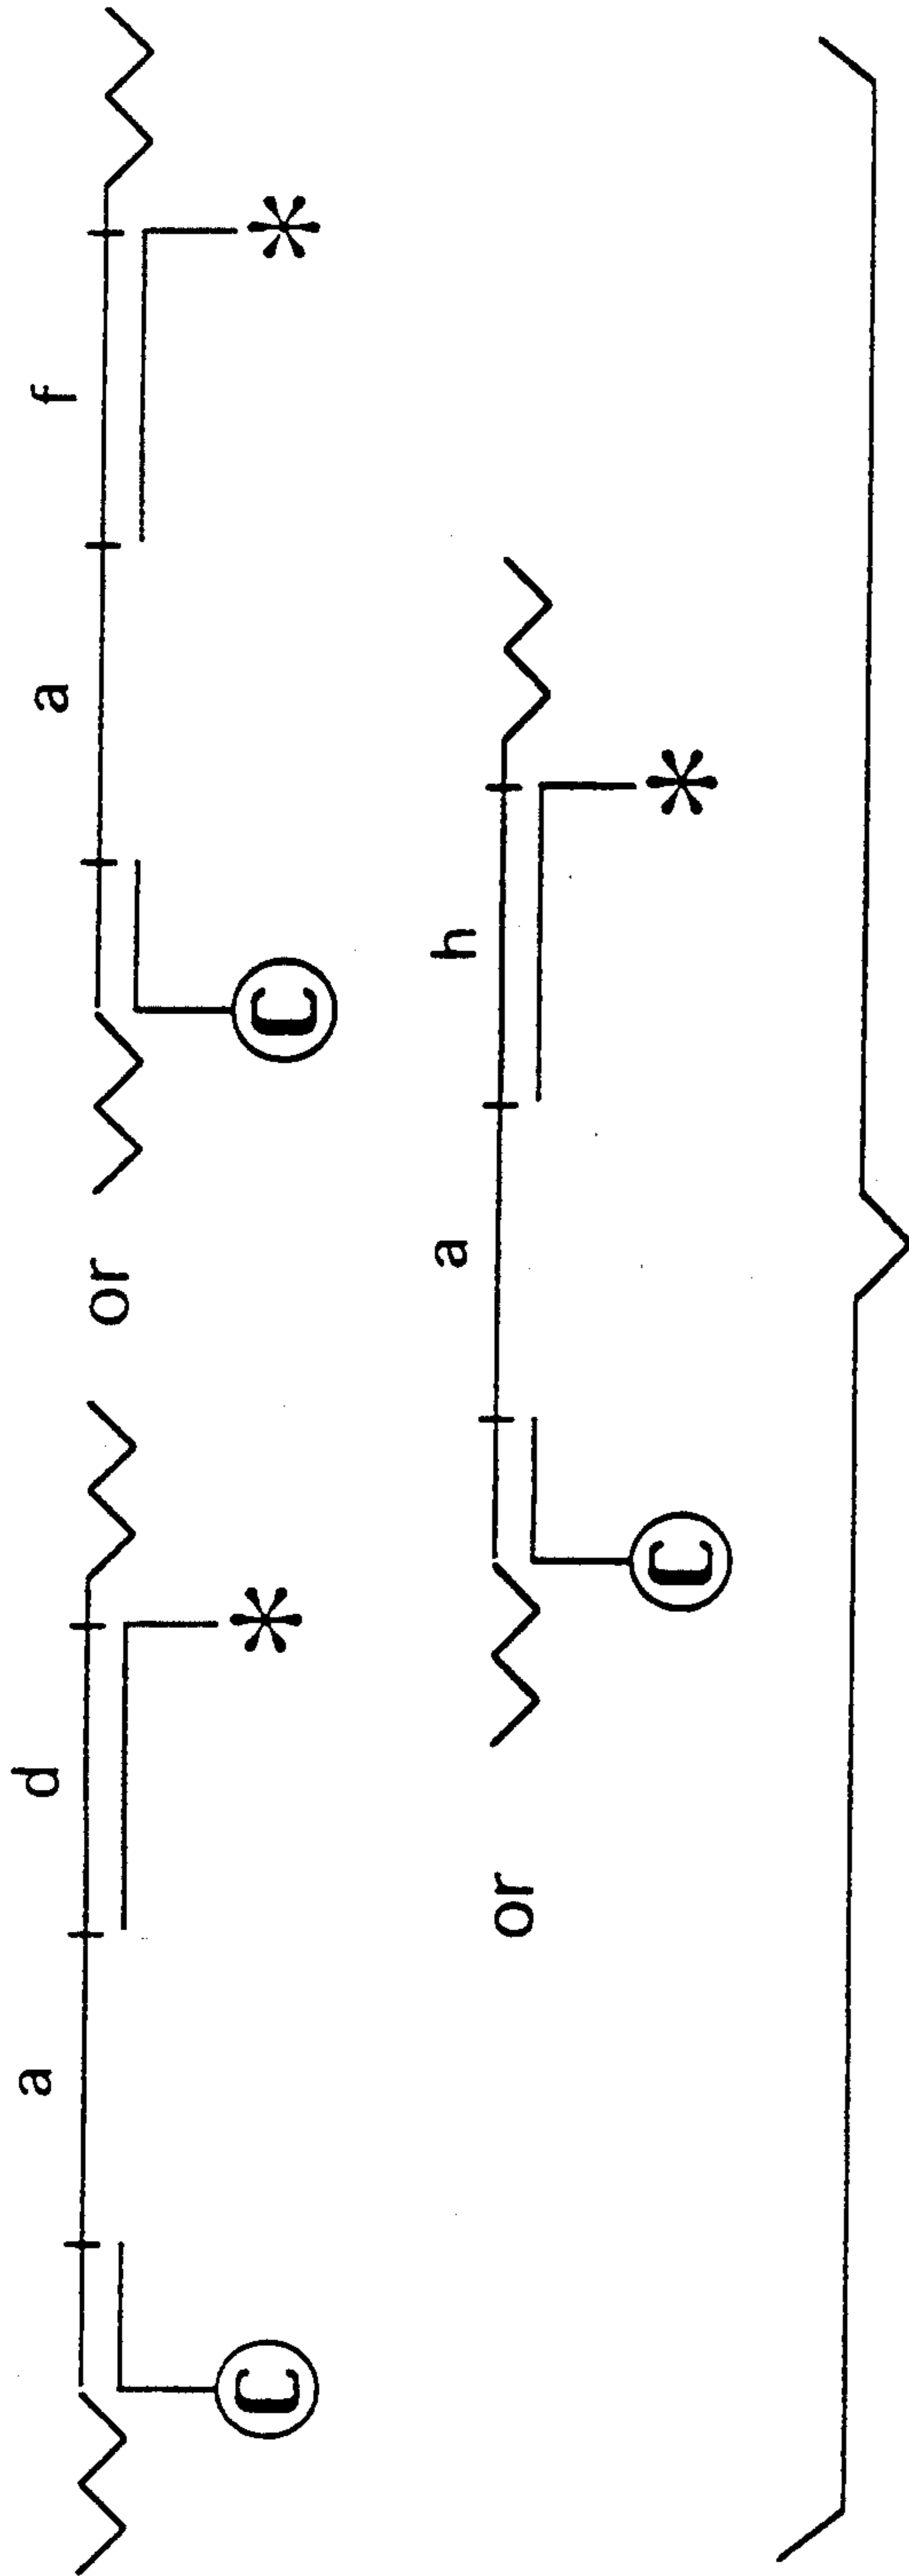 a d or a f
Ⓒ * Ⓒ *
or a h
Ⓒ *